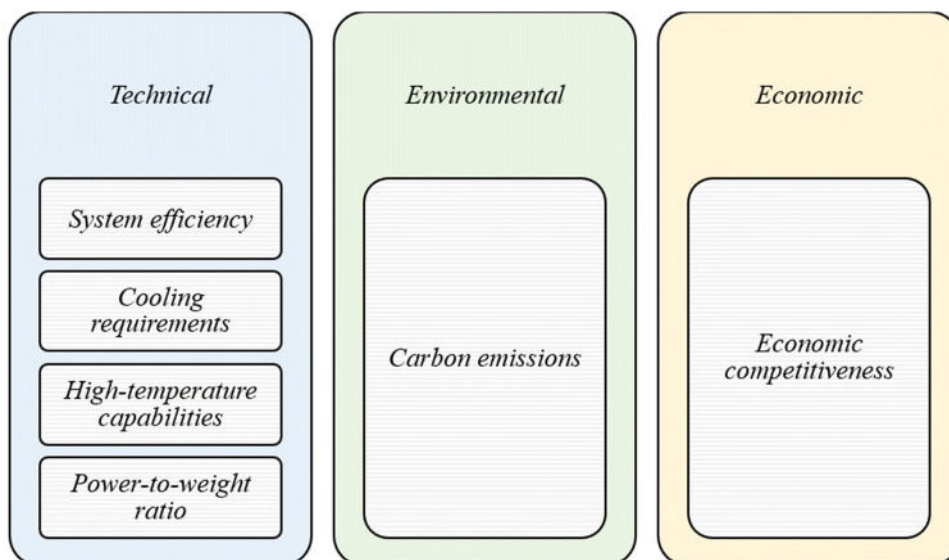 Technical
System efficiency
Cooling
requirements
High-temperature
capabilities
Power-to-weight
ratio
Environmental
Carbon emissions
Economic
Economic
competitiveness